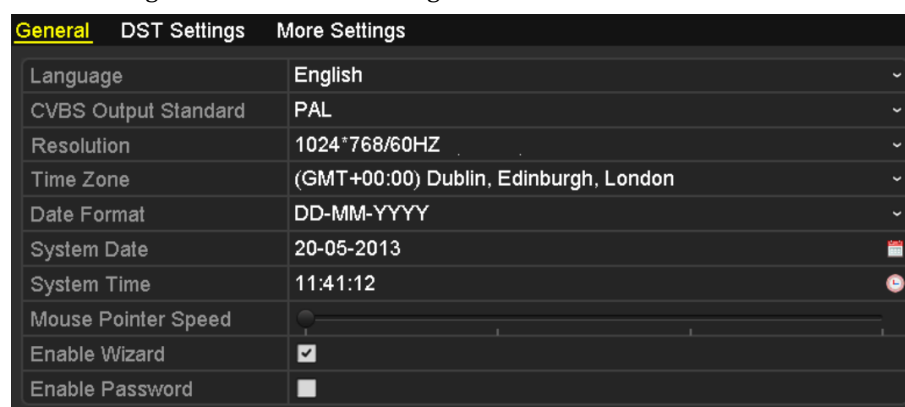 General DST Settings More Settings
Language English
CVBS Output Standard PAL
Resolution 1024*768/60HZ
Time Zone (GMT+00:00) Dublin, Edinburgh, London
Date Format DD-MM-YYYY
System Date 20-05-2013
System Time 11:41:12
Mouse Pointer Speed
Enable Wizard
Enable Password